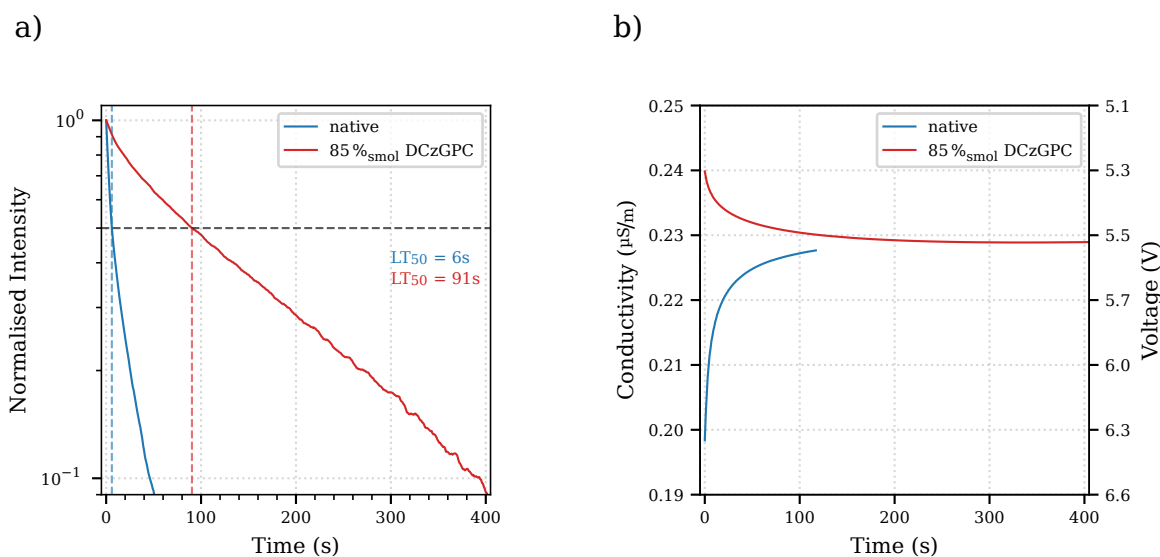 a)
Normalised Intensity
10⁰
10⁻¹
native
85 %smol DCzGPC
LT50 = 6s
LT50 = 91s
0 100 200 300 400
Time (s)
b)
Conductivity (µS/m)
0.25
0.24
0.23
0.22
0.21
0.20
0.19
native
85 %smol DCzGPC
5.1
5.3
5.5
5.7
6.0
6.3
6.6
Voltage (V)
0 100 200 300 400
Time (s)